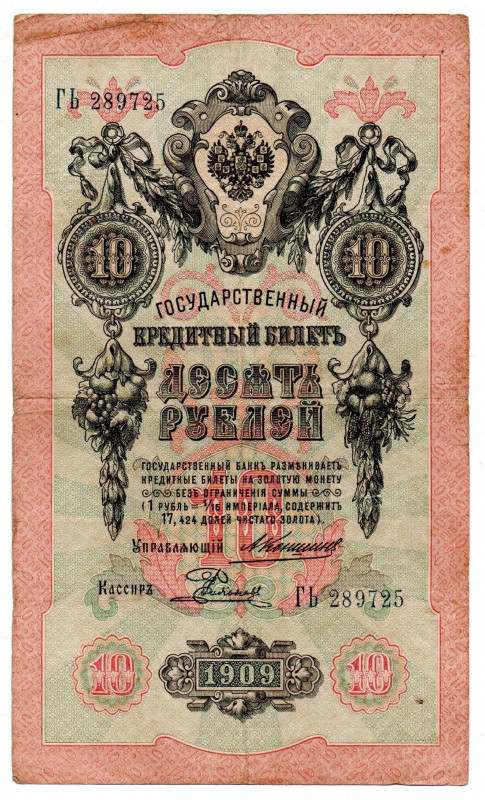 ГЬ 289725
10 10
ГОСУДАРСТВЕННЫЙ
КРЕДИТНЫЙ БИЛЕТЪ
ДЕСЯТЬ
РУБЛЕЙ
ГОСУДАРСТВЕННЫЙ БАНКЪ РАЗМѢНИВАЕТЪ
КРЕДИТНЫЕ БИЛЕТЫ НА ЗОЛОТУЮ МОНЕТУ
БЕЗЪ ОГРАНИЧЕНІЯ СУММЫ
(1 РУБЛЬ = 1/15 ИМПЕРІАЛА, СОДЕРЖИТЪ
17,424 ДОЛЕЙ ЧИСТАГО ЗОЛОТА).
10
УПРАВЛЯЮЩІЙ А Коншинъ
КАССИРЪ
ГЬ 289725
10 1909 10